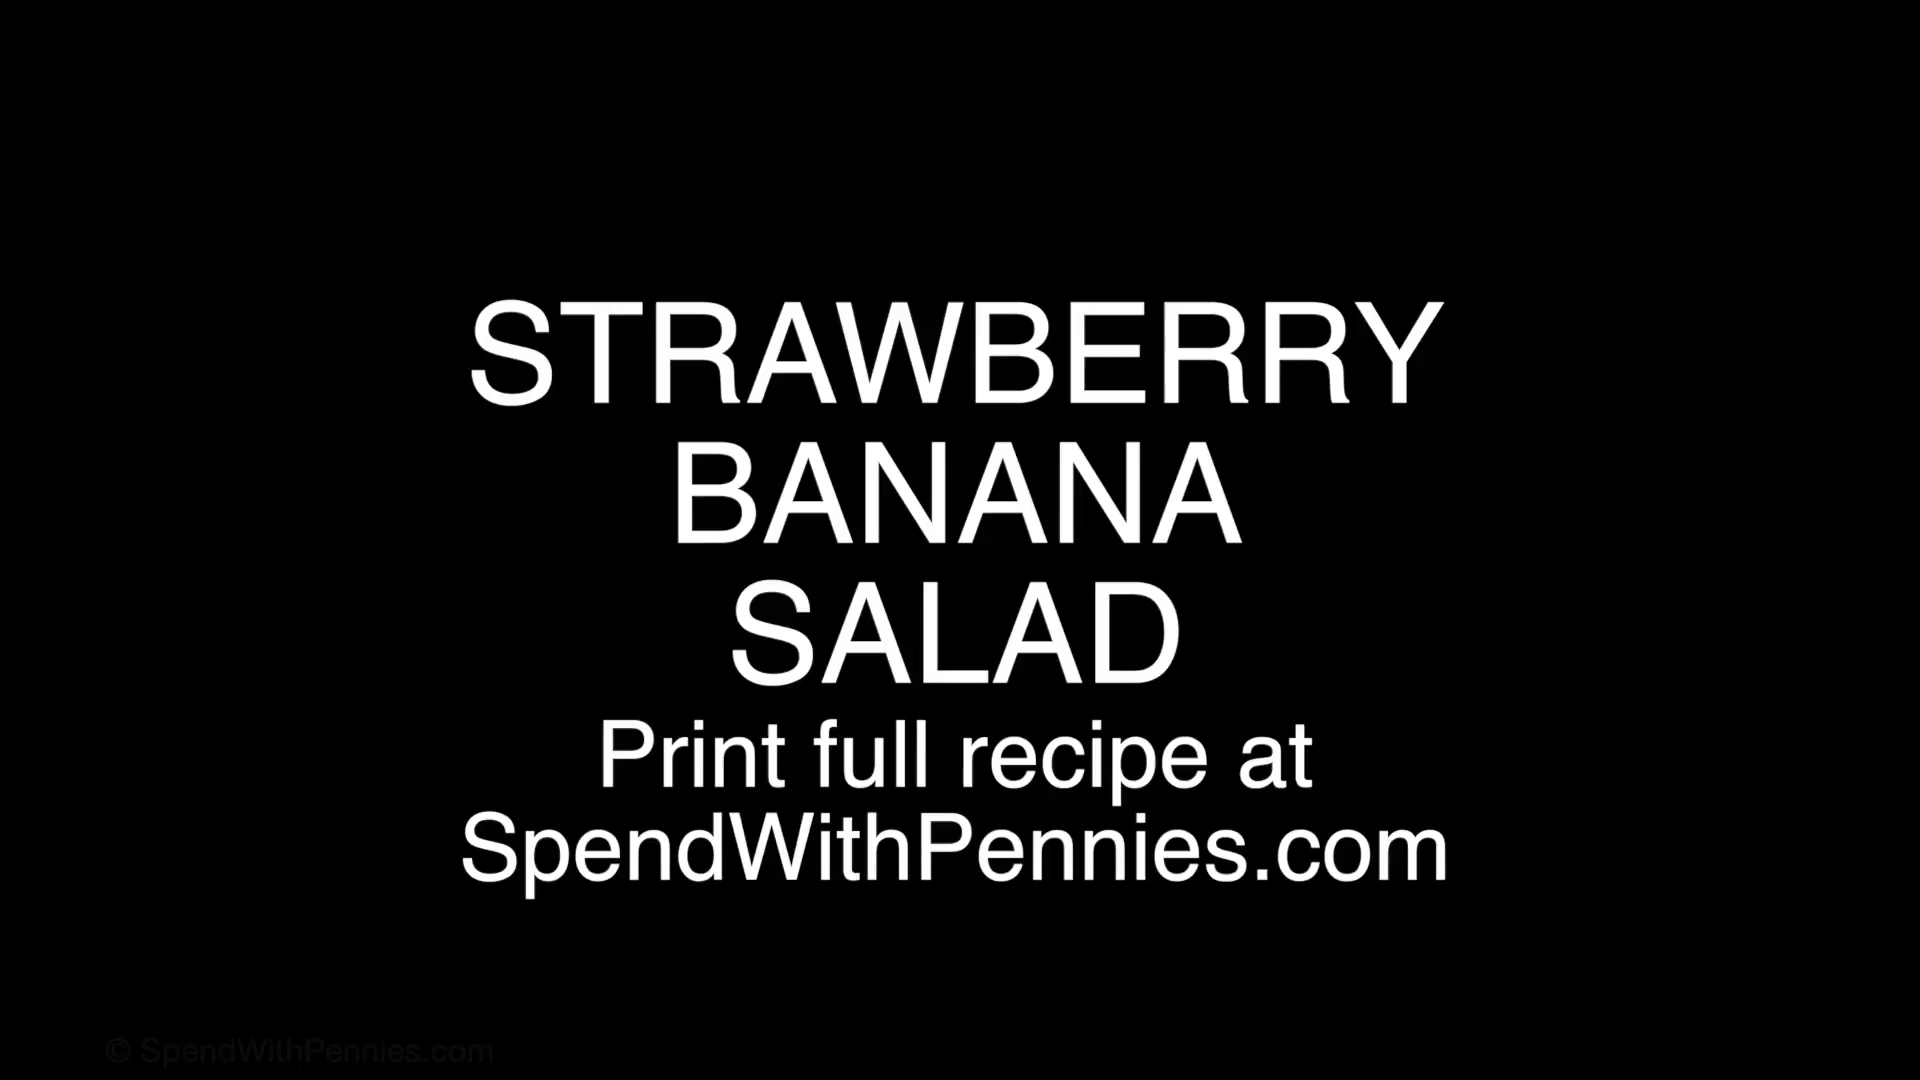 STRAWBERRY
BANANA
SALAD
Print full recipe at
SpendWithPennies.com
© SpendWithPennies.com